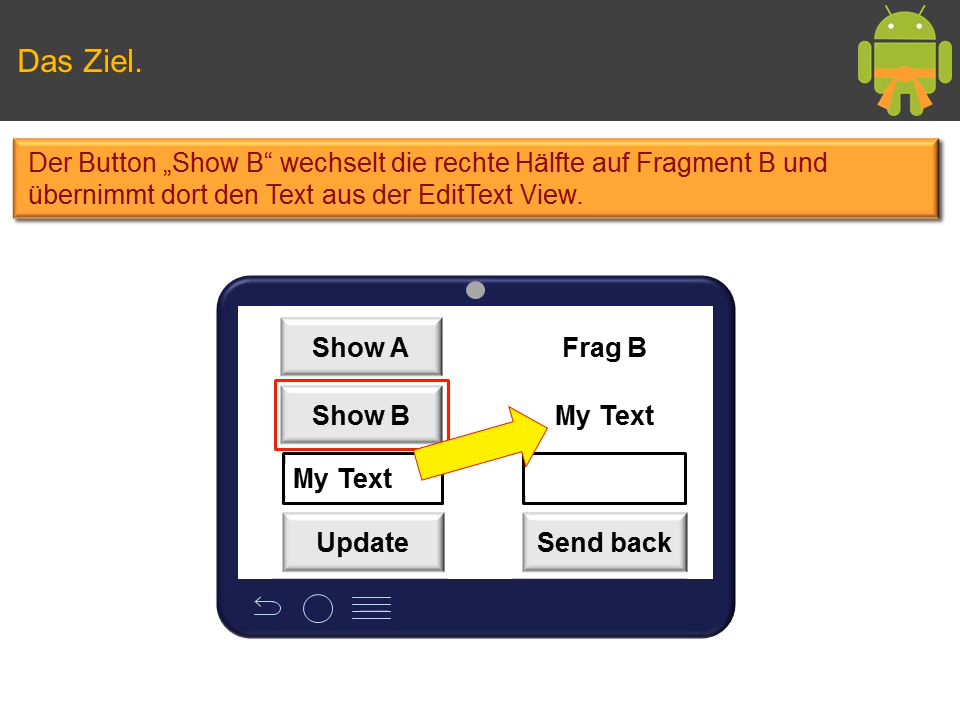 Das Ziel.
Der Button „Show B“ wechselt die rechte Hälfte auf Fragment B und
übernimmt dort den Text aus der EditText View.
Show A
Frag B
Show B
My Text
My Text
Update
Send back